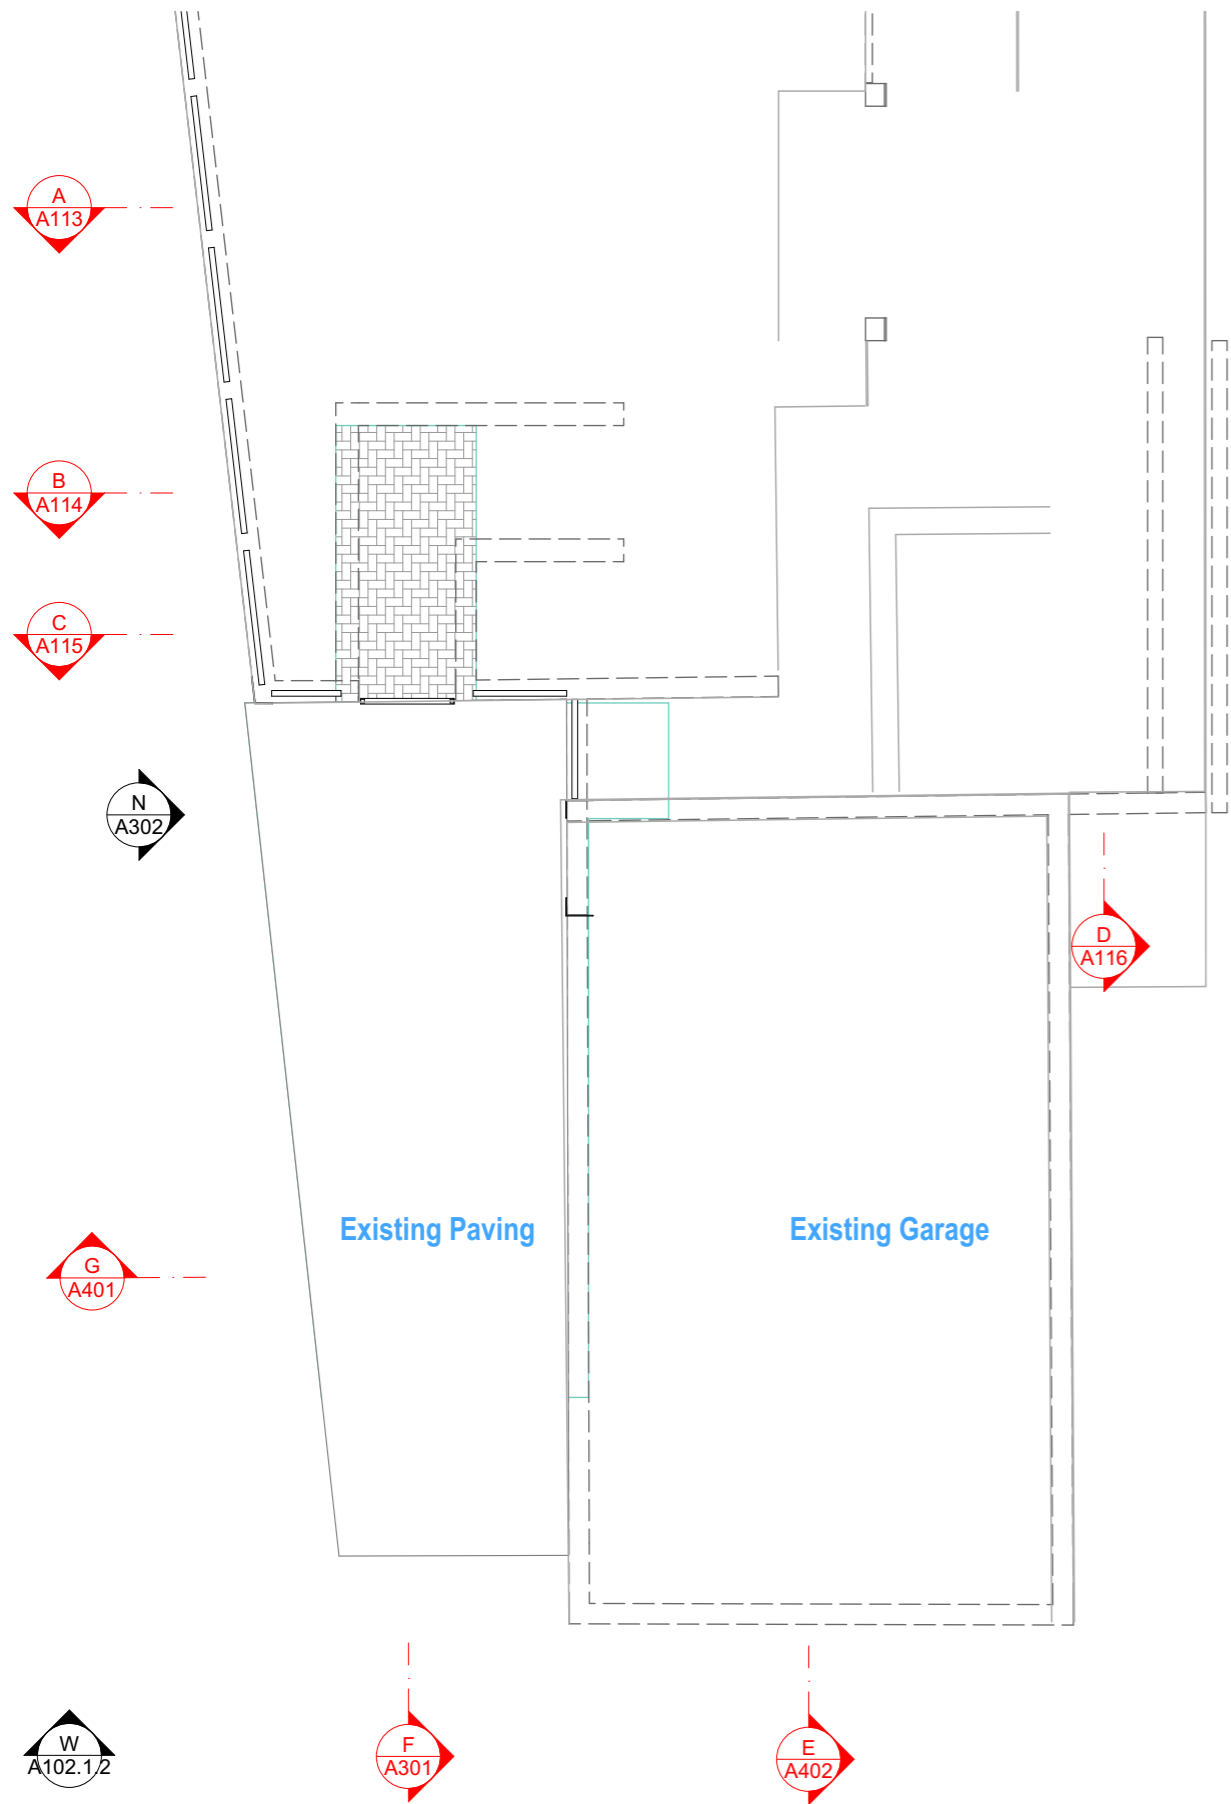 A
A113
B
A114
C
A115
N
A302
D
A116
Existing Paving
Existing Garage
G
A401
W
A102.1.2
F
A301
E
A402